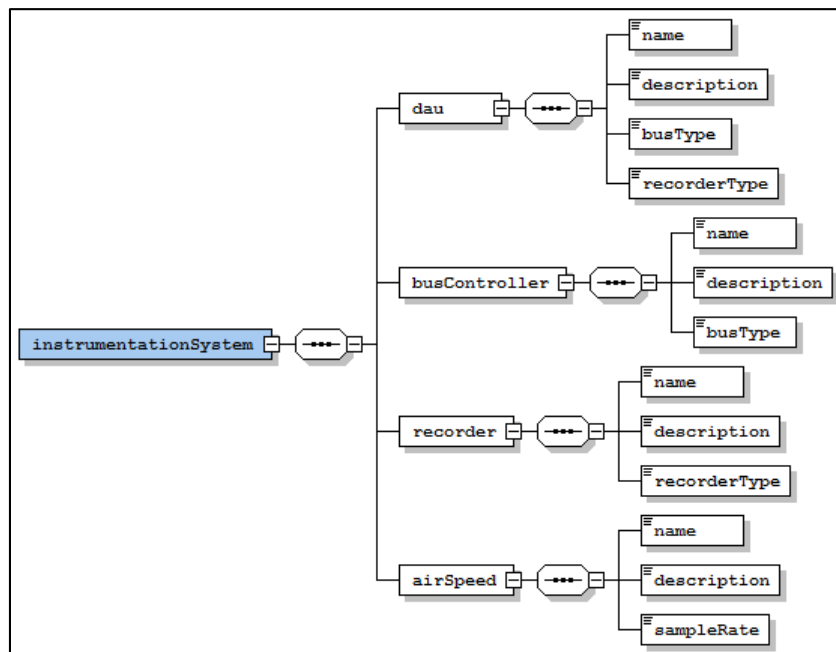 instrumentationSystem
dau
name
description
busType
recorderType
busController
name
description
busType
recorder
name
description
recorderType
airSpeed
name
description
sampleRate